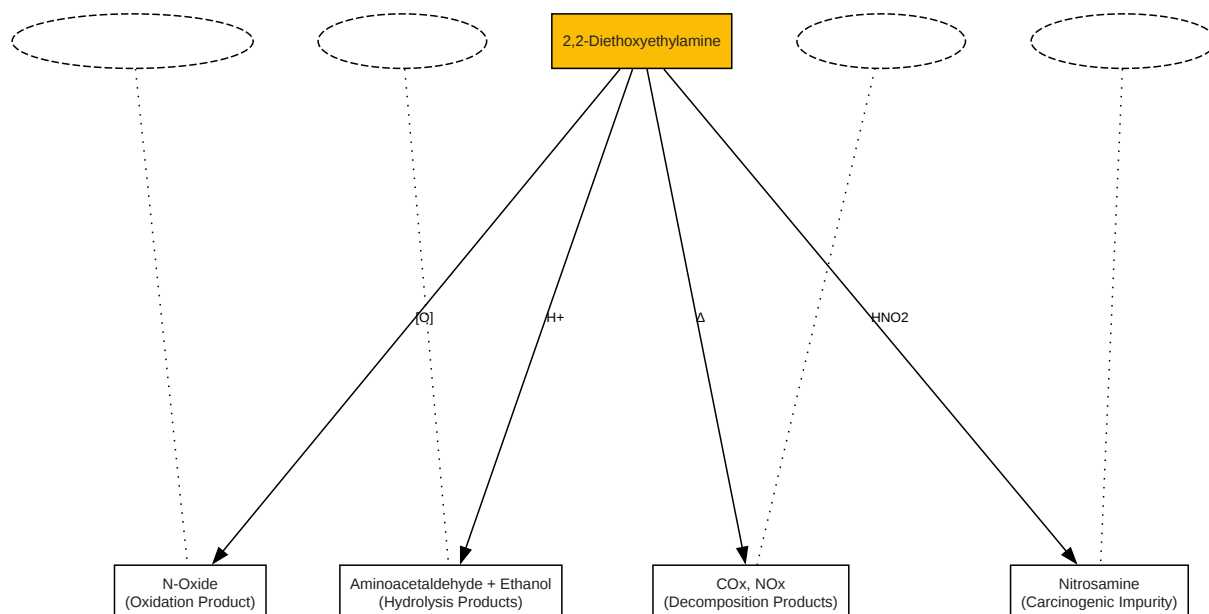 2,2-Diethoxyethylamine
[O]
H+
Δ
HNO2
N-Oxide
(Oxidation Product)
Aminoacetaldehyde + Ethanol
(Hydrolysis Products)
COx, NOx
(Decomposition Products)
Nitrosamine
(Carcinogenic Impurity)